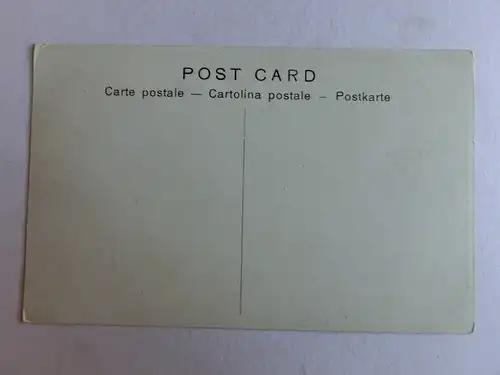 POST CARD
Carte postale — Cartolina postale — Postkarte